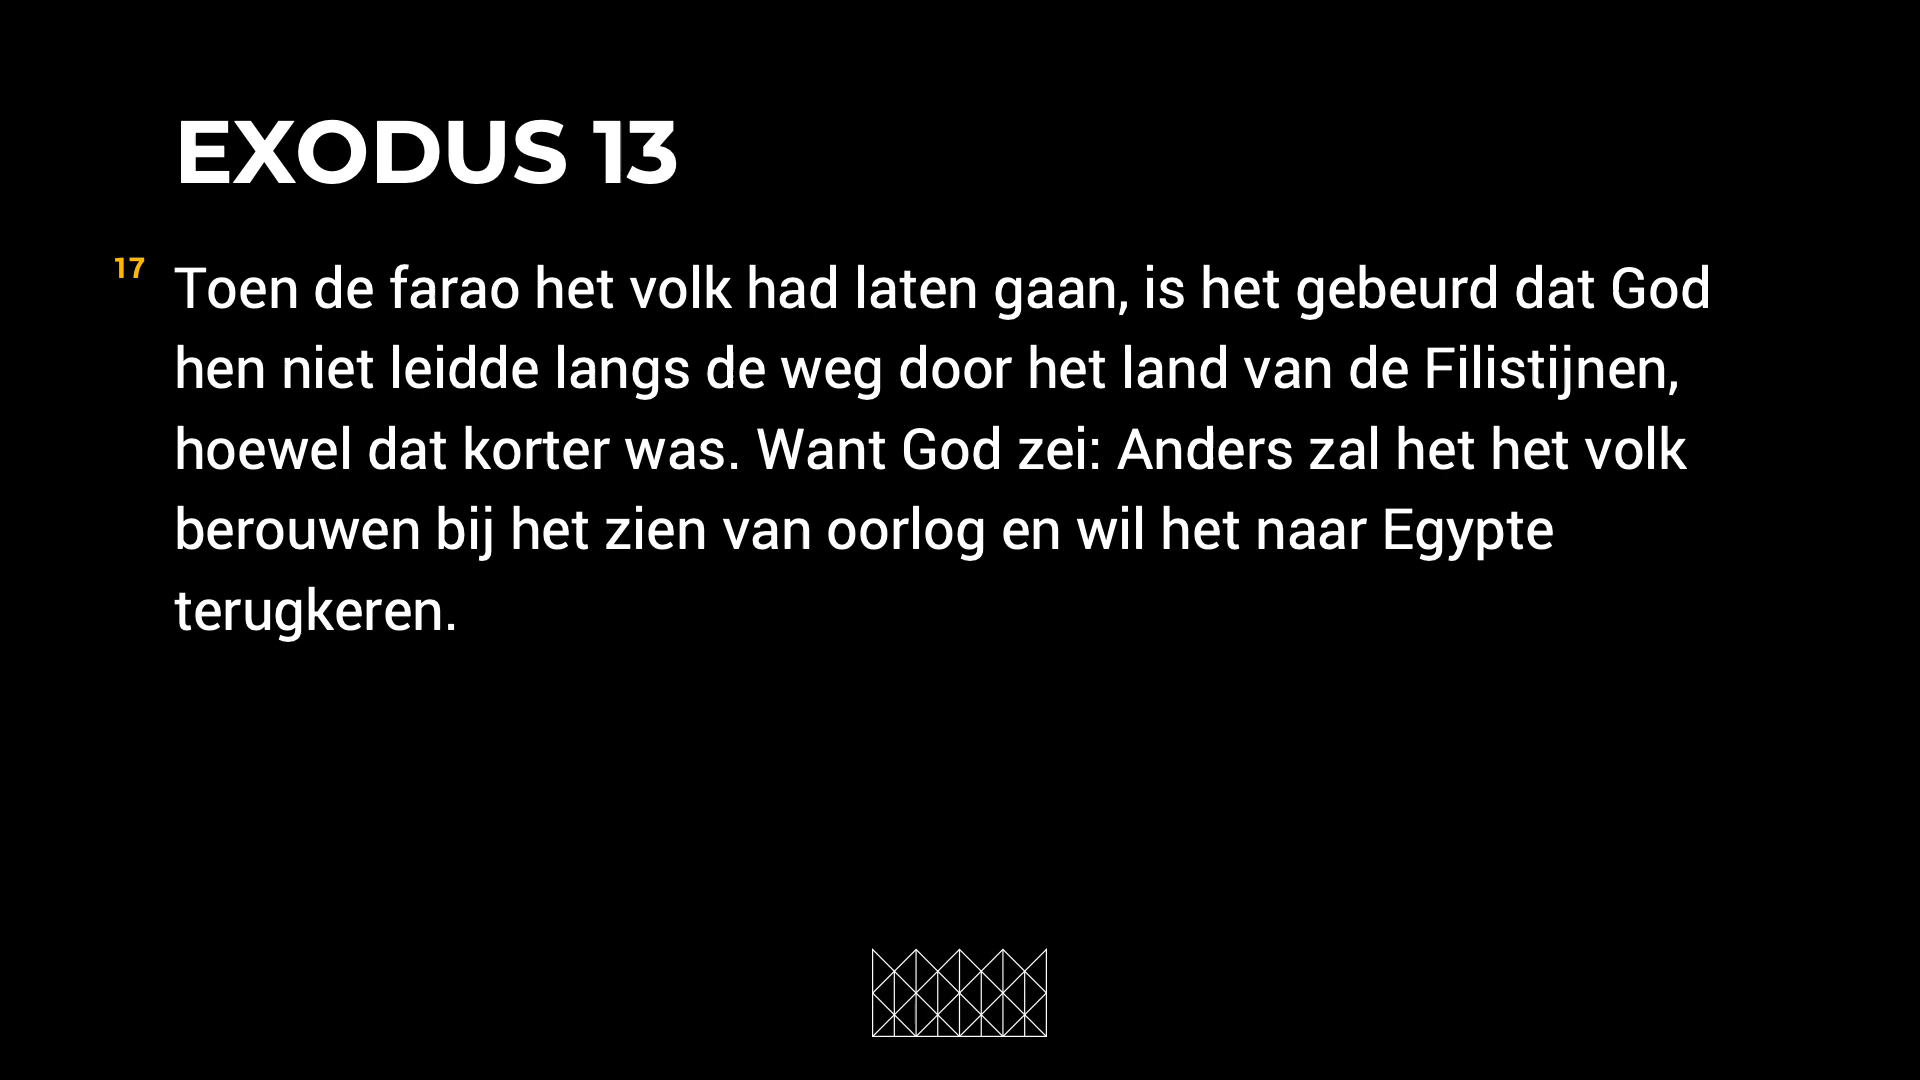 EXODUS 13
17 Toen de farao het volk had laten gaan, is het gebeurd dat God
hen niet leidde langs de weg door het land van de Filistijnen,
hoewel dat korter was. Want God zei: Anders zal het het volk
berouwen bij het zien van oorlog en wil het naar Egypte
terugkeren.